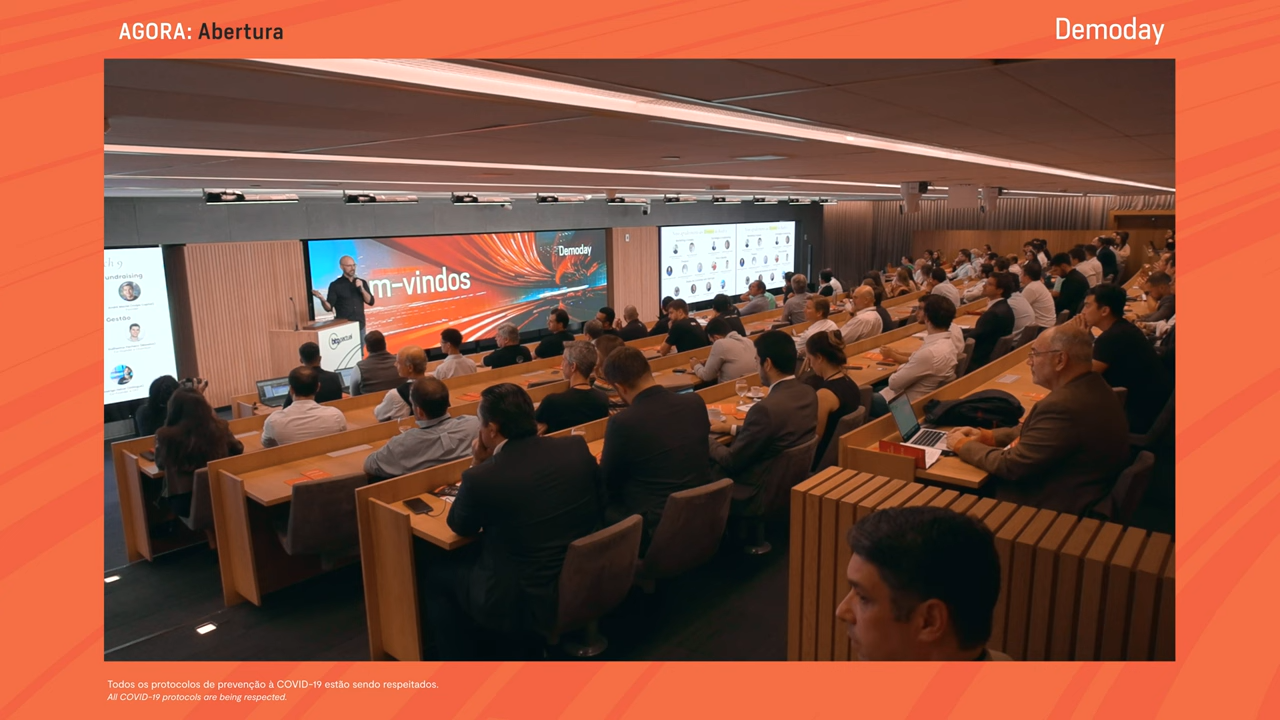 AGORA: Abertura
Demoday
Demoday
m-vindos
undraising
Gestão
Todos os protocolos de prevenção à COVID-19 estão sendo respeitados.
All COVID-19 protocols are being respected.